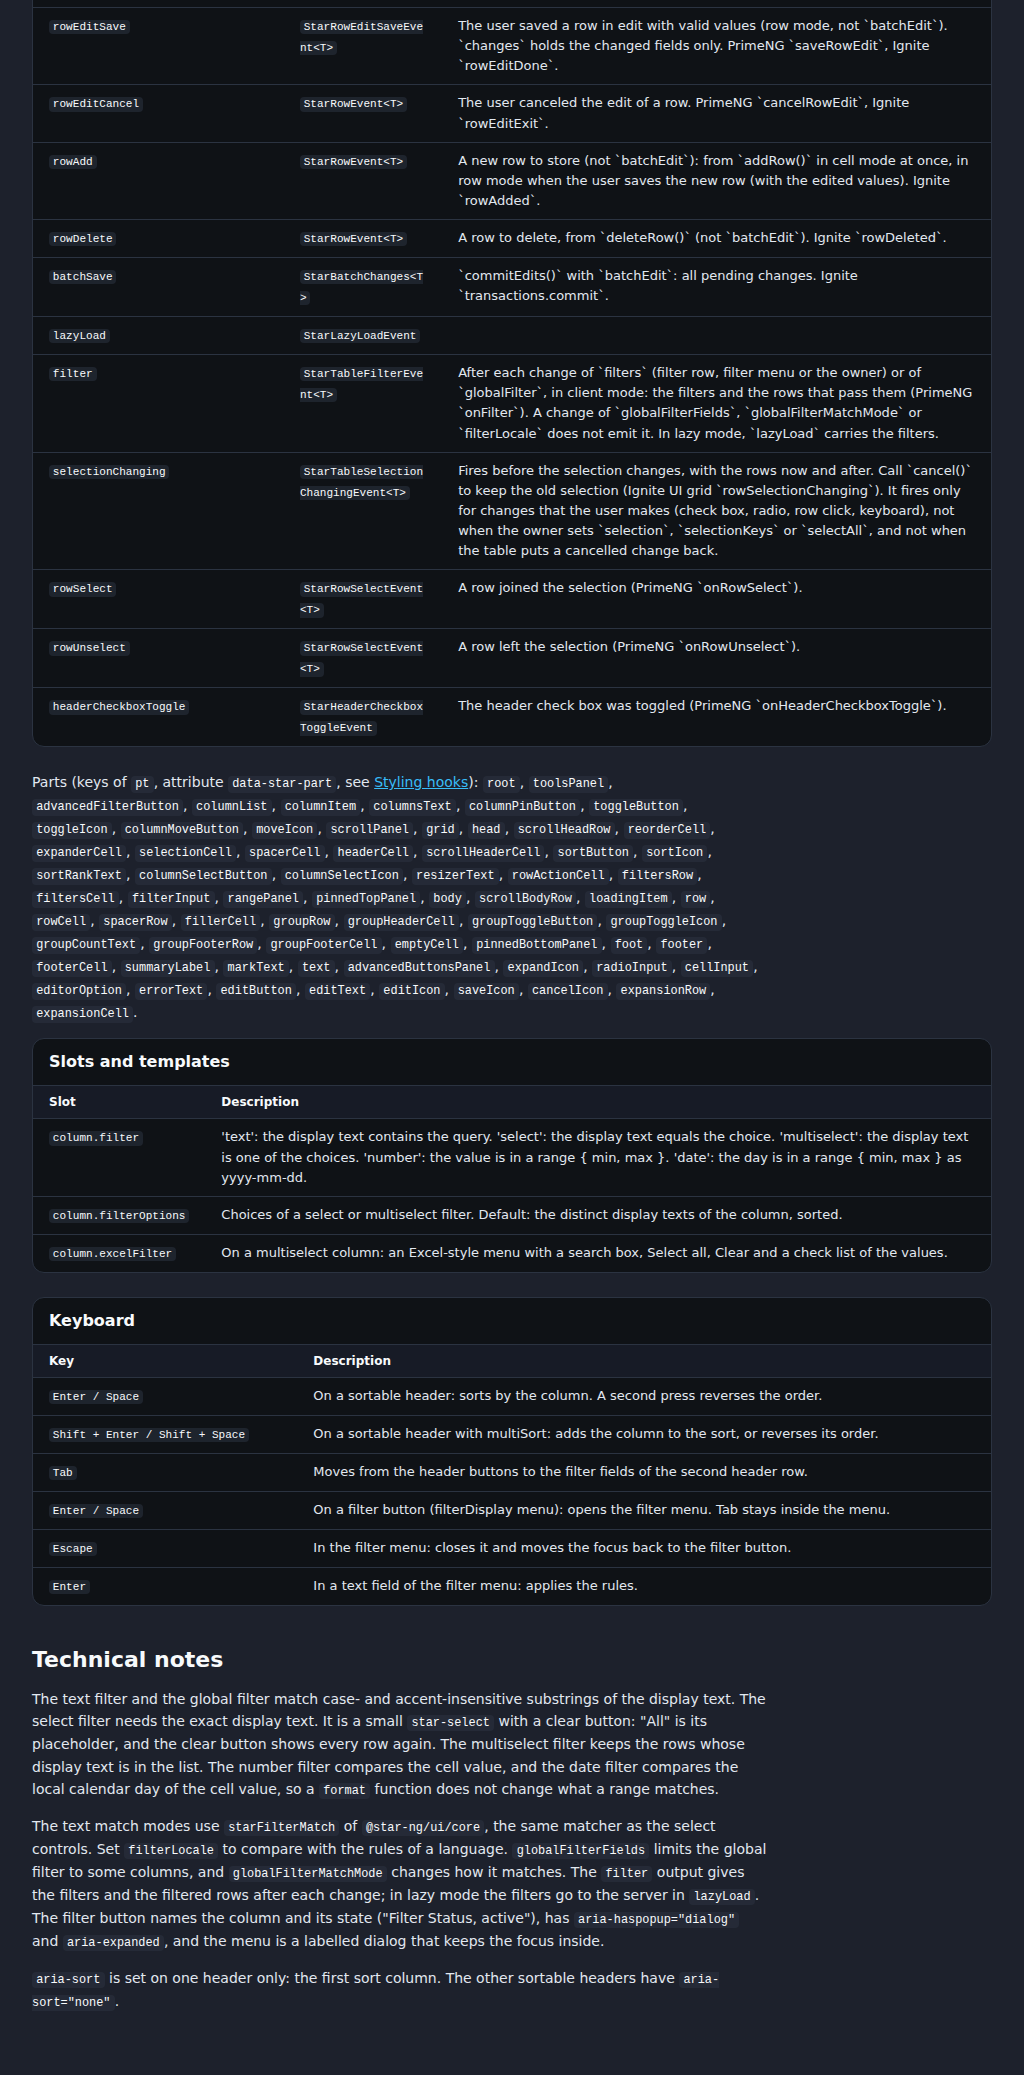 rowEditSave StarRowEditSaveEve The user saved a row in edit with valid values (row mode, not `batchEdit`).
nt<T> `changes` holds the changed fields only. PrimeNG `saveRowEdit`, Ignite
`rowEditDone`.
rowEditCancel StarRowEvent<T> The user canceled the edit of a row. PrimeNG `cancelRowEdit`, Ignite
`rowEditExit`.
rowAdd StarRowEvent<T> A new row to store (not `batchEdit`): from `addRow()` in cell mode at once, in
row mode when the user saves the new row (with the edited values). Ignite
`rowAdded`.
rowDelete StarRowEvent<T> A row to delete, from `deleteRow()` (not `batchEdit`). Ignite `rowDeleted`.
batchSave StarBatchChanges<T `commitEdits()` with `batchEdit`: all pending changes. Ignite
> `transactions.commit`.
lazyLoad StarLazyLoadEvent
filter StarTableFilterEve After each change of `filters` (filter row, filter menu or the owner) or of
nt<T> `globalFilter`, in client mode: the filters and the rows that pass them (PrimeNG
`onFilter`). A change of `globalFilterFields`, `globalFilterMatchMode` or
`filterLocale` does not emit it. In lazy mode, `lazyLoad` carries the filters.
selectionChanging StarTableSelection Fires before the selection changes, with the rows now and after. Call `cancel()`
ChangingEvent<T> to keep the old selection (Ignite UI grid `rowSelectionChanging`). It fires only
for changes that the user makes (check box, radio, row click, keyboard), not
when the owner sets `selection`, `selectionKeys` or `selectAll`, and not when
the table puts a cancelled change back.
rowSelect StarRowSelectEvent A row joined the selection (PrimeNG `onRowSelect`).
<T>
rowUnselect StarRowSelectEvent A row left the selection (PrimeNG `onRowUnselect`).
<T>
headerCheckboxToggle StarHeaderCheckbox The header check box was toggled (PrimeNG `onHeaderCheckboxToggle`).
ToggleEvent
Parts (keys of pt, attribute data-star-part, see Styling hooks): root, toolsPanel,
advancedFilterButton, columnList, columnItem, columnsText, columnPinButton, toggleButton,
toggleIcon, columnMoveButton, moveIcon, scrollPanel, grid, head, scrollHeadRow, reorderCell,
expanderCell, selectionCell, spacerCell, headerCell, scrollHeaderCell, sortButton, sortIcon,
sortRankText, columnSelectButton, columnSelectIcon, resizerText, rowActionCell, filtersRow,
filtersCell, filterInput, rangePanel, pinnedTopPanel, body, scrollBodyRow, loadingItem, row,
rowCell, spacerRow, fillerCell, groupRow, groupHeaderCell, groupToggleButton, groupToggleIcon,
groupCountText, groupFooterRow, groupFooterCell, emptyCell, pinnedBottomPanel, foot, footer,
footerCell, summaryLabel, markText, text, advancedButtonsPanel, expandIcon, radioInput, cellInput,
editorOption, errorText, editButton, editText, editIcon, saveIcon, cancelIcon, expansionRow,
expansionCell.
Slots and templates
Slot Description
column.filter 'text': the display text contains the query. 'select': the display text equals the choice. 'multiselect': the display text
is one of the choices. 'number': the value is in a range { min, max }. 'date': the day is in a range { min, max } as
yyyy-mm-dd.
column.filterOptions Choices of a select or multiselect filter. Default: the distinct display texts of the column, sorted.
column.excelFilter On a multiselect column: an Excel-style menu with a search box, Select all, Clear and a check list of the values.
Keyboard
Key Description
Enter / Space On a sortable header: sorts by the column. A second press reverses the order.
Shift + Enter / Shift + Space On a sortable header with multiSort: adds the column to the sort, or reverses its order.
Tab Moves from the header buttons to the filter fields of the second header row.
Enter / Space On a filter button (filterDisplay menu): opens the filter menu. Tab stays inside the menu.
Escape In the filter menu: closes it and moves the focus back to the filter button.
Enter In a text field of the filter menu: applies the rules.
Technical notes
The text filter and the global filter match case- and accent-insensitive substrings of the display text. The
select filter needs the exact display text. It is a small star-select with a clear button: "All" is its
placeholder, and the clear button shows every row again. The multiselect filter keeps the rows whose
display text is in the list. The number filter compares the cell value, and the date filter compares the
local calendar day of the cell value, so a format function does not change what a range matches.
The text match modes use starFilterMatch of @star-ng/ui/core, the same matcher as the select
controls. Set filterLocale to compare with the rules of a language. globalFilterFields limits the global
filter to some columns, and globalFilterMatchMode changes how it matches. The filter output gives
the filters and the filtered rows after each change; in lazy mode the filters go to the server in lazyLoad.
The filter button names the column and its state ("Filter Status, active"), has aria-haspopup="dialog"
and aria-expanded, and the menu is a labelled dialog that keeps the focus inside.
aria-sort is set on one header only: the first sort column. The other sortable headers have aria-
sort="none".